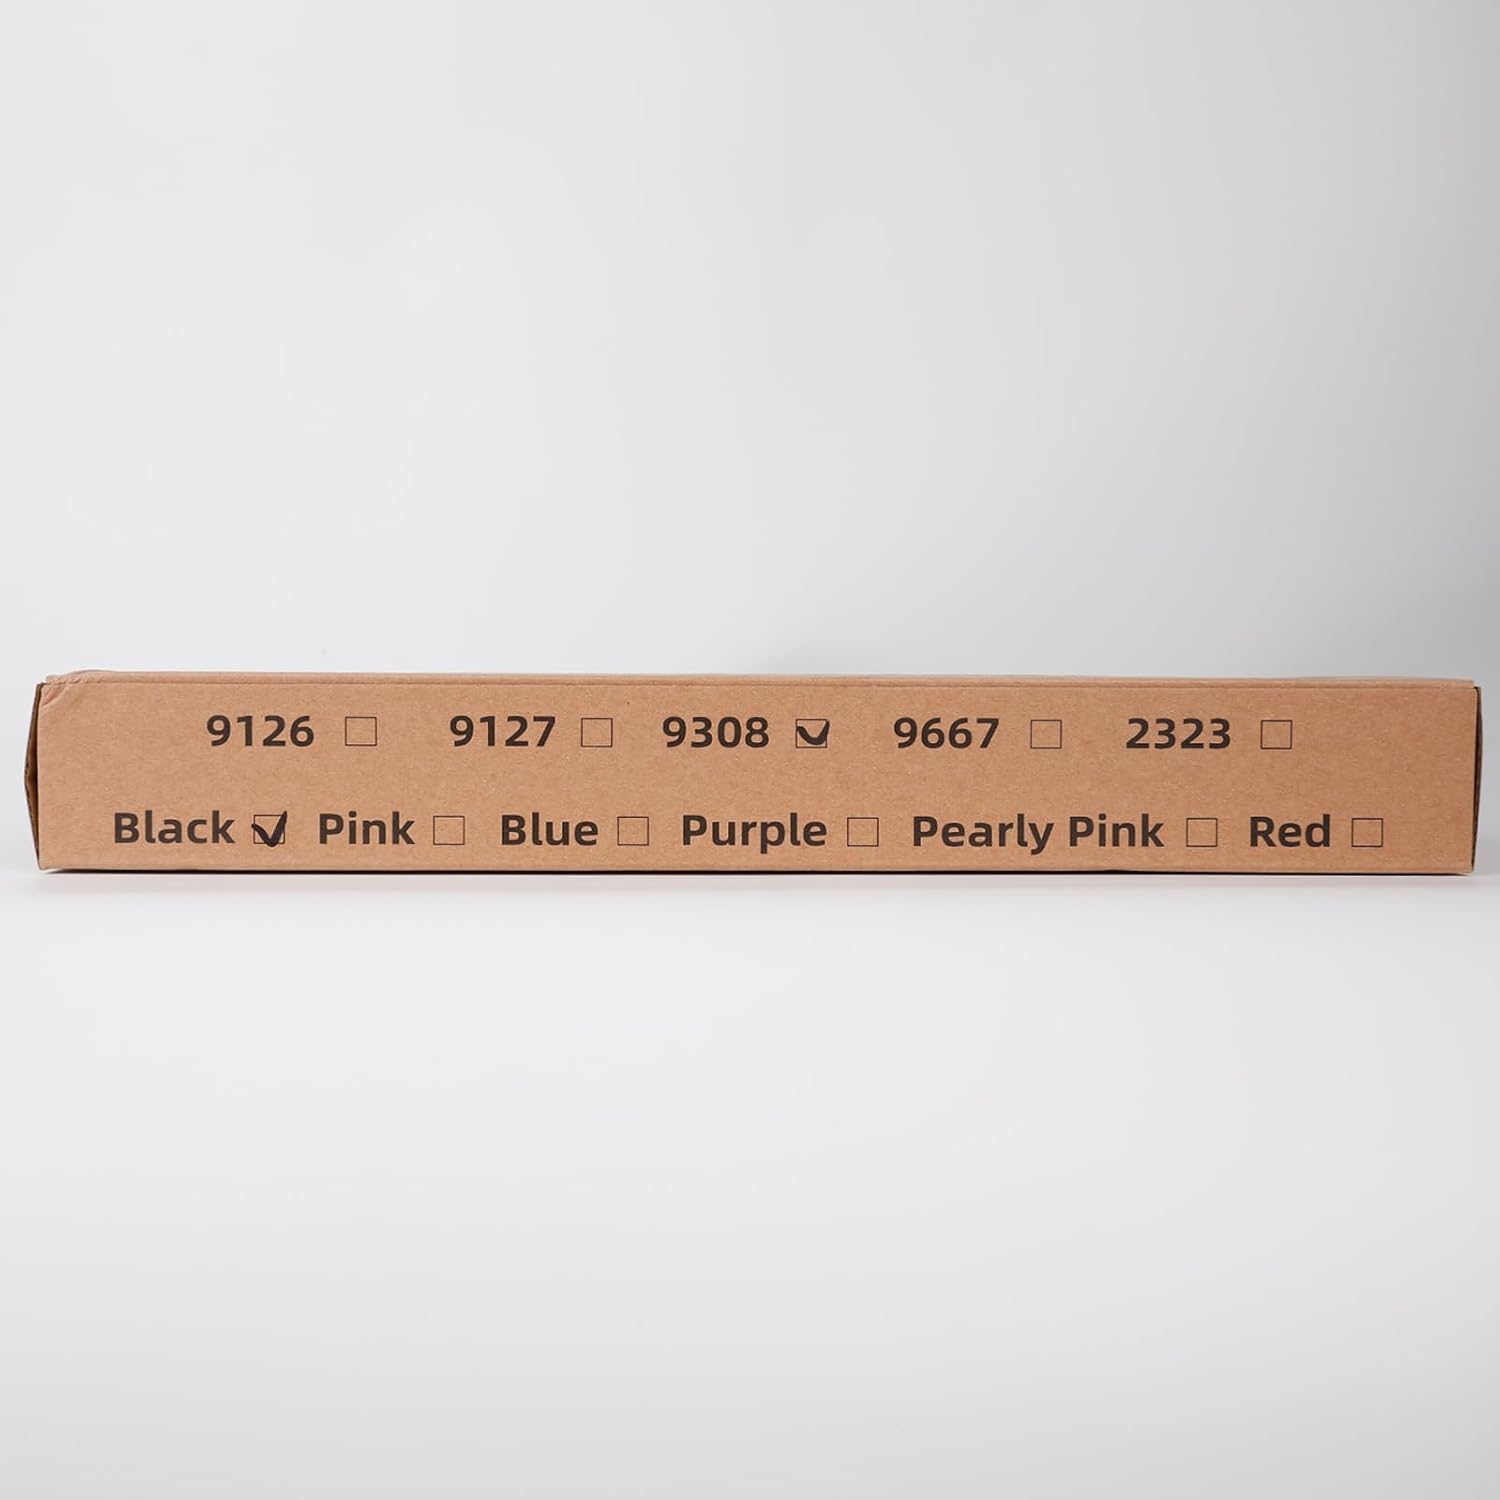 9126 ☐ 9127 ☐ 9308 ☑ 9667 ☐ 2323 ☐
Black ☑ Pink ☐ Blue ☐ Purple ☐ Pearly Pink ☐ Red ☐